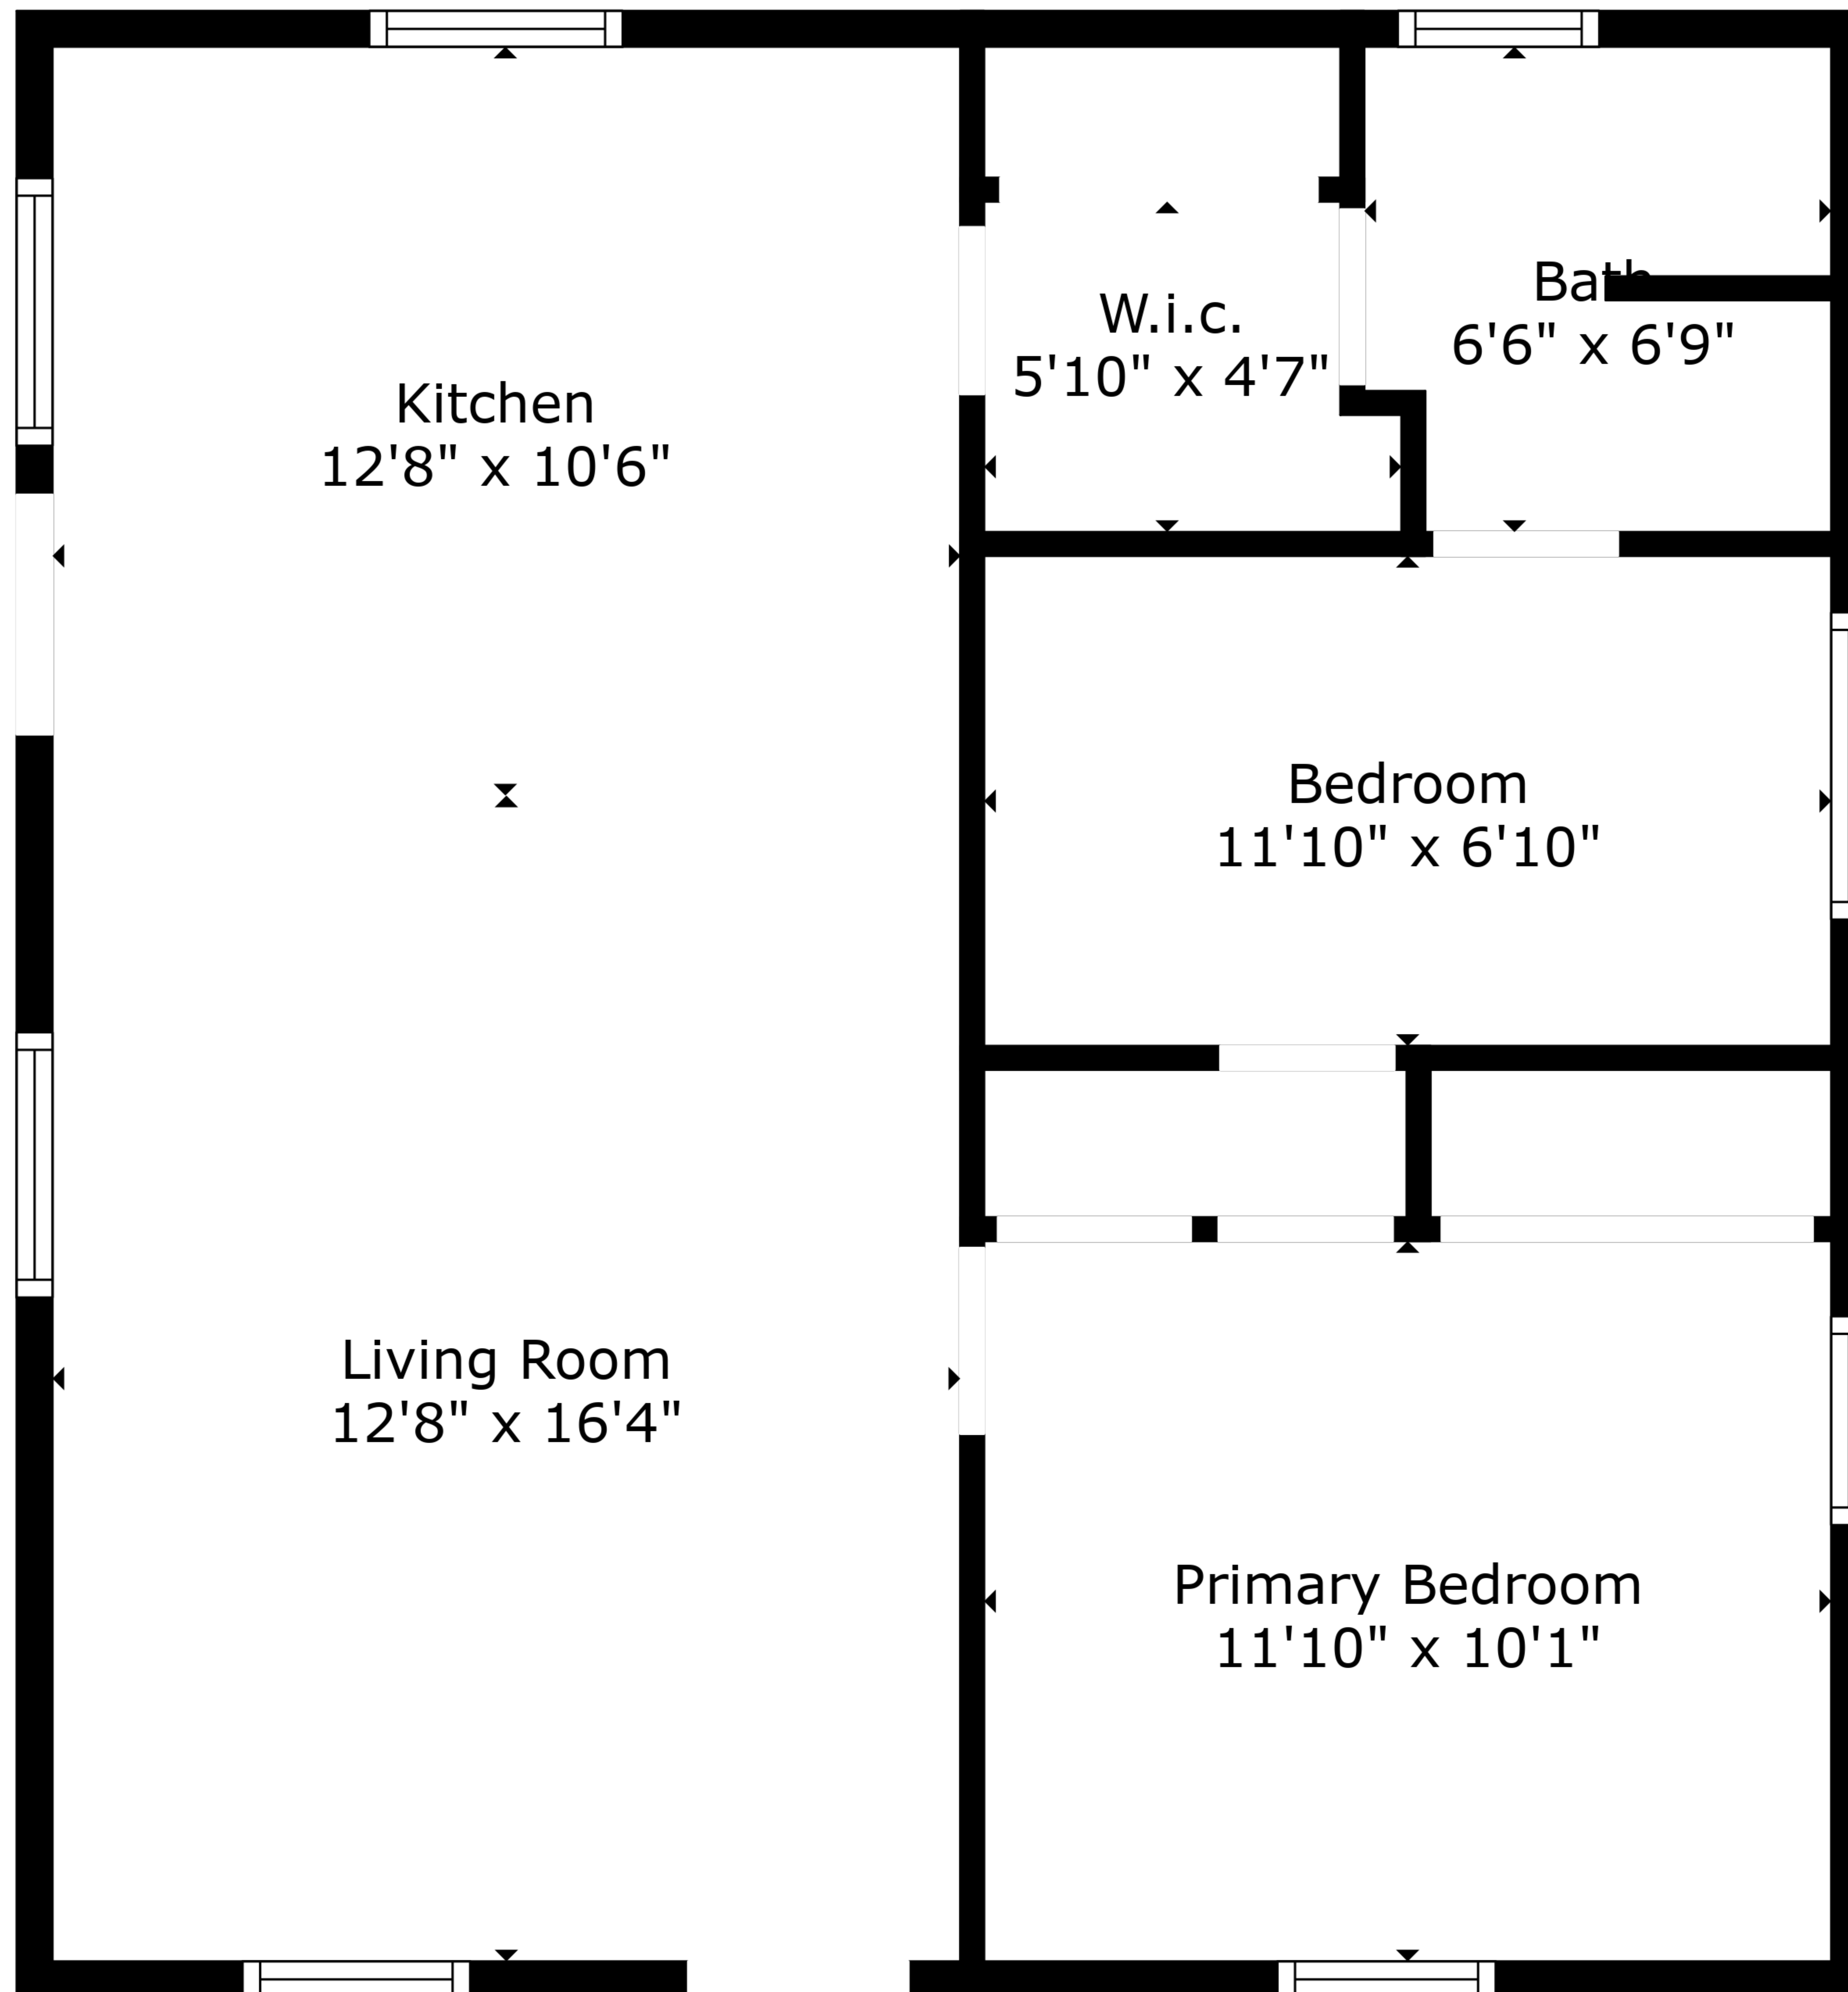 Kitchen
12'8" x 10'6"
W.i.c.
5'10" x 4'7"
Bath
6'6" x 6'9"
Bedroom
11'10" x 6'10"
Living Room
12'8" x 16'4"
Primary Bedroom
11'10" x 10'1"